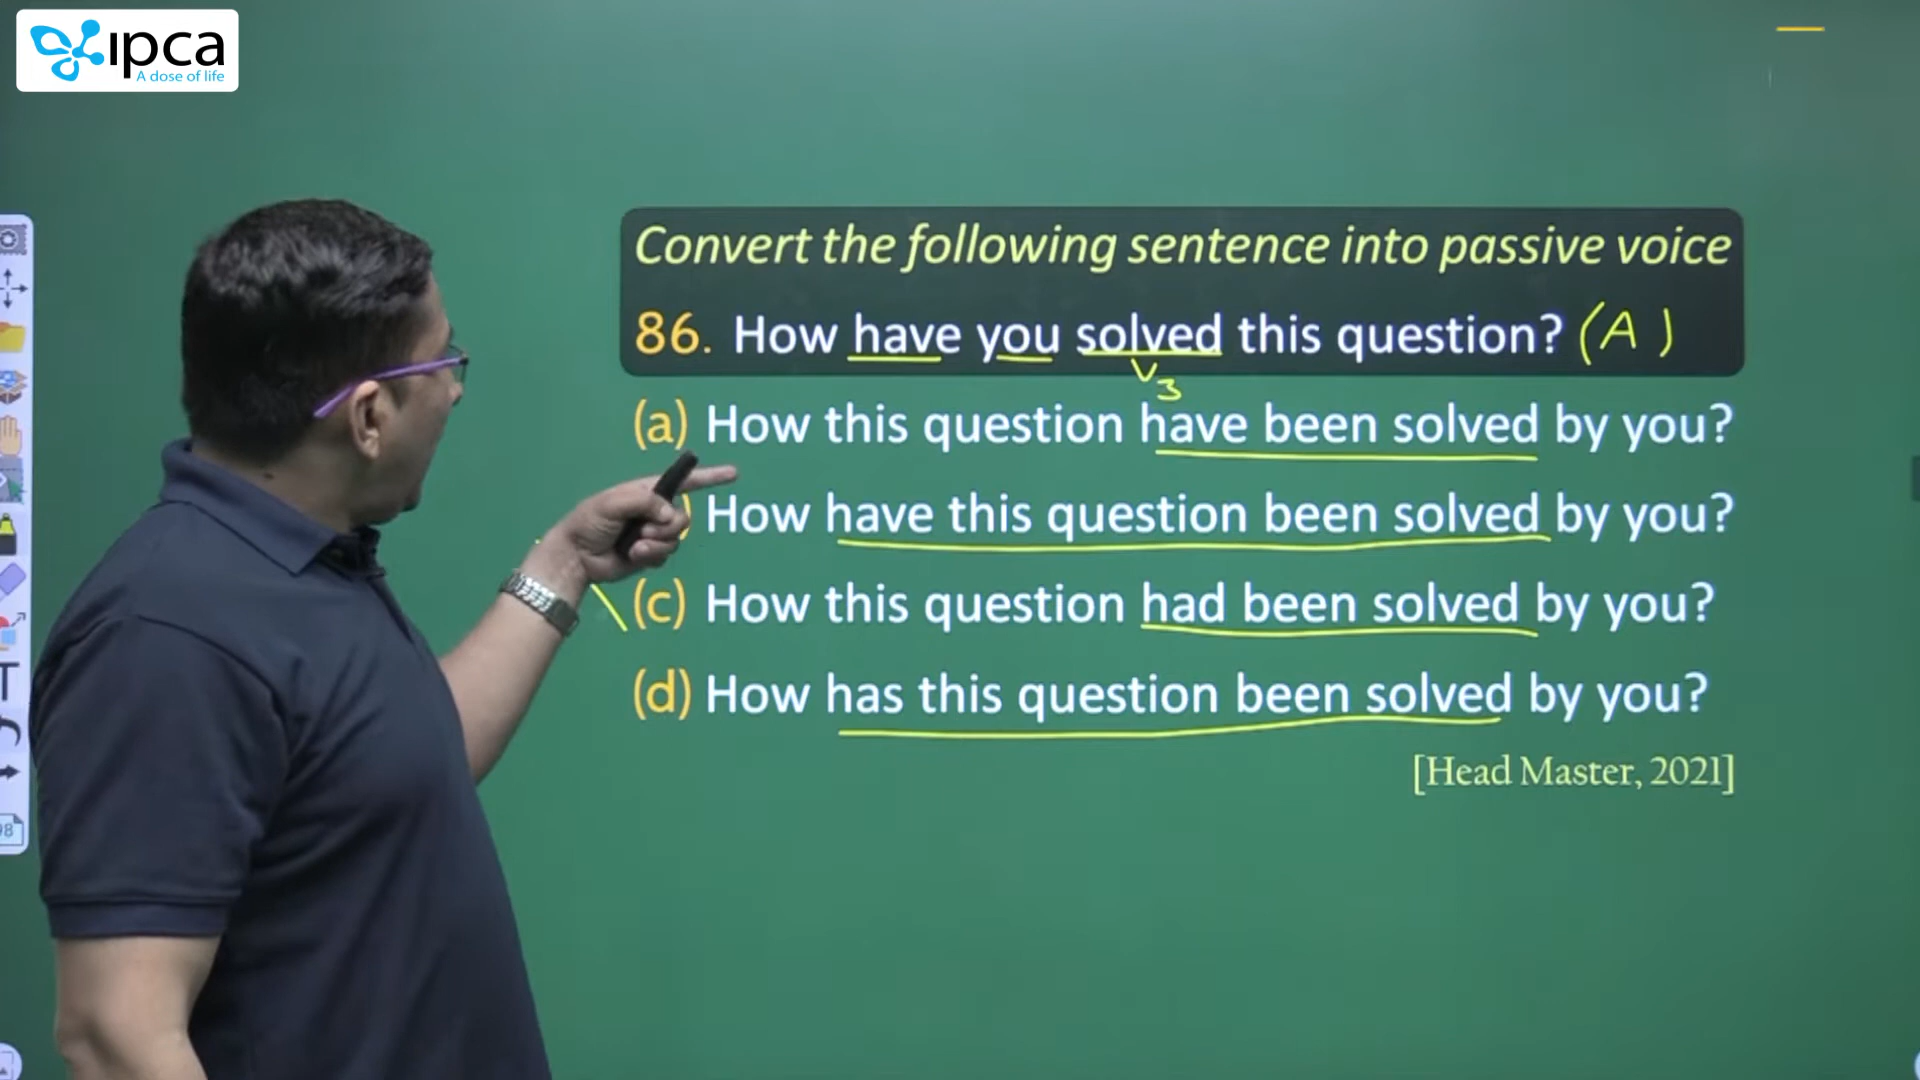 ipca
A dose of life
Convert the following sentence into passive voice
86. How have you solved this question? (A)
V3
(a) How this question have been solved by you?
) How have this question been solved by you?
(c) How this question had been solved by you?
(d) How has this question been solved by you?
[Head Master, 2021]
98